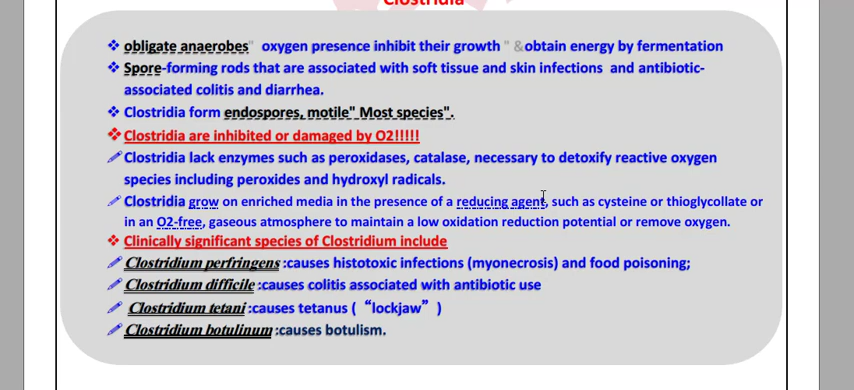 Clostridia
❖ obligate anaerobes" oxygen presence inhibit their growth " &obtain energy by fermentation
❖ Spore-forming rods that are associated with soft tissue and skin infections and antibiotic-
associated colitis and diarrhea.
❖ Clostridia form endospores, motile" Most species".
❖ Clostridia are inhibited or damaged by O2!!!!!
Clostridia lack enzymes such as peroxidases, catalase, necessary to detoxify reactive oxygen
species including peroxides and hydroxyl radicals.
Clostridia grow on enriched media in the presence of a reducing agent, such as cysteine or thioglycollate or
in an O2-free, gaseous atmosphere to maintain a low oxidation reduction potential or remove oxygen.
❖ Clinically significant species of Clostridium include
Clostridium perfringens :causes histotoxic infections (myonecrosis) and food poisoning;
Clostridium difficile :causes colitis associated with antibiotic use
Clostridium tetani :causes tetanus (“lockjaw”)
Clostridium botulinum :causes botulism.